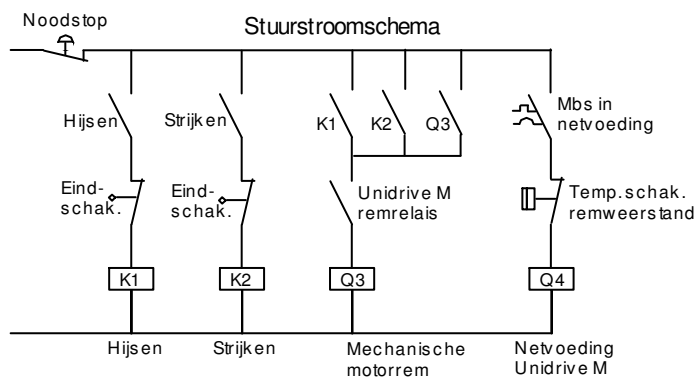 Noodstop
Stuurstroomschema
Hijsen
Strijken
K1
K2
Q3
Mbs in
netvoeding
Eind-
schak.
Eind-
schak.
Unidrive M
remrelais
Temp.schak.
remweerstand
K1
K2
Q3
Q4
Hijsen
Strijken
Mechanische
motorrem
Netvoeding
Unidrive M